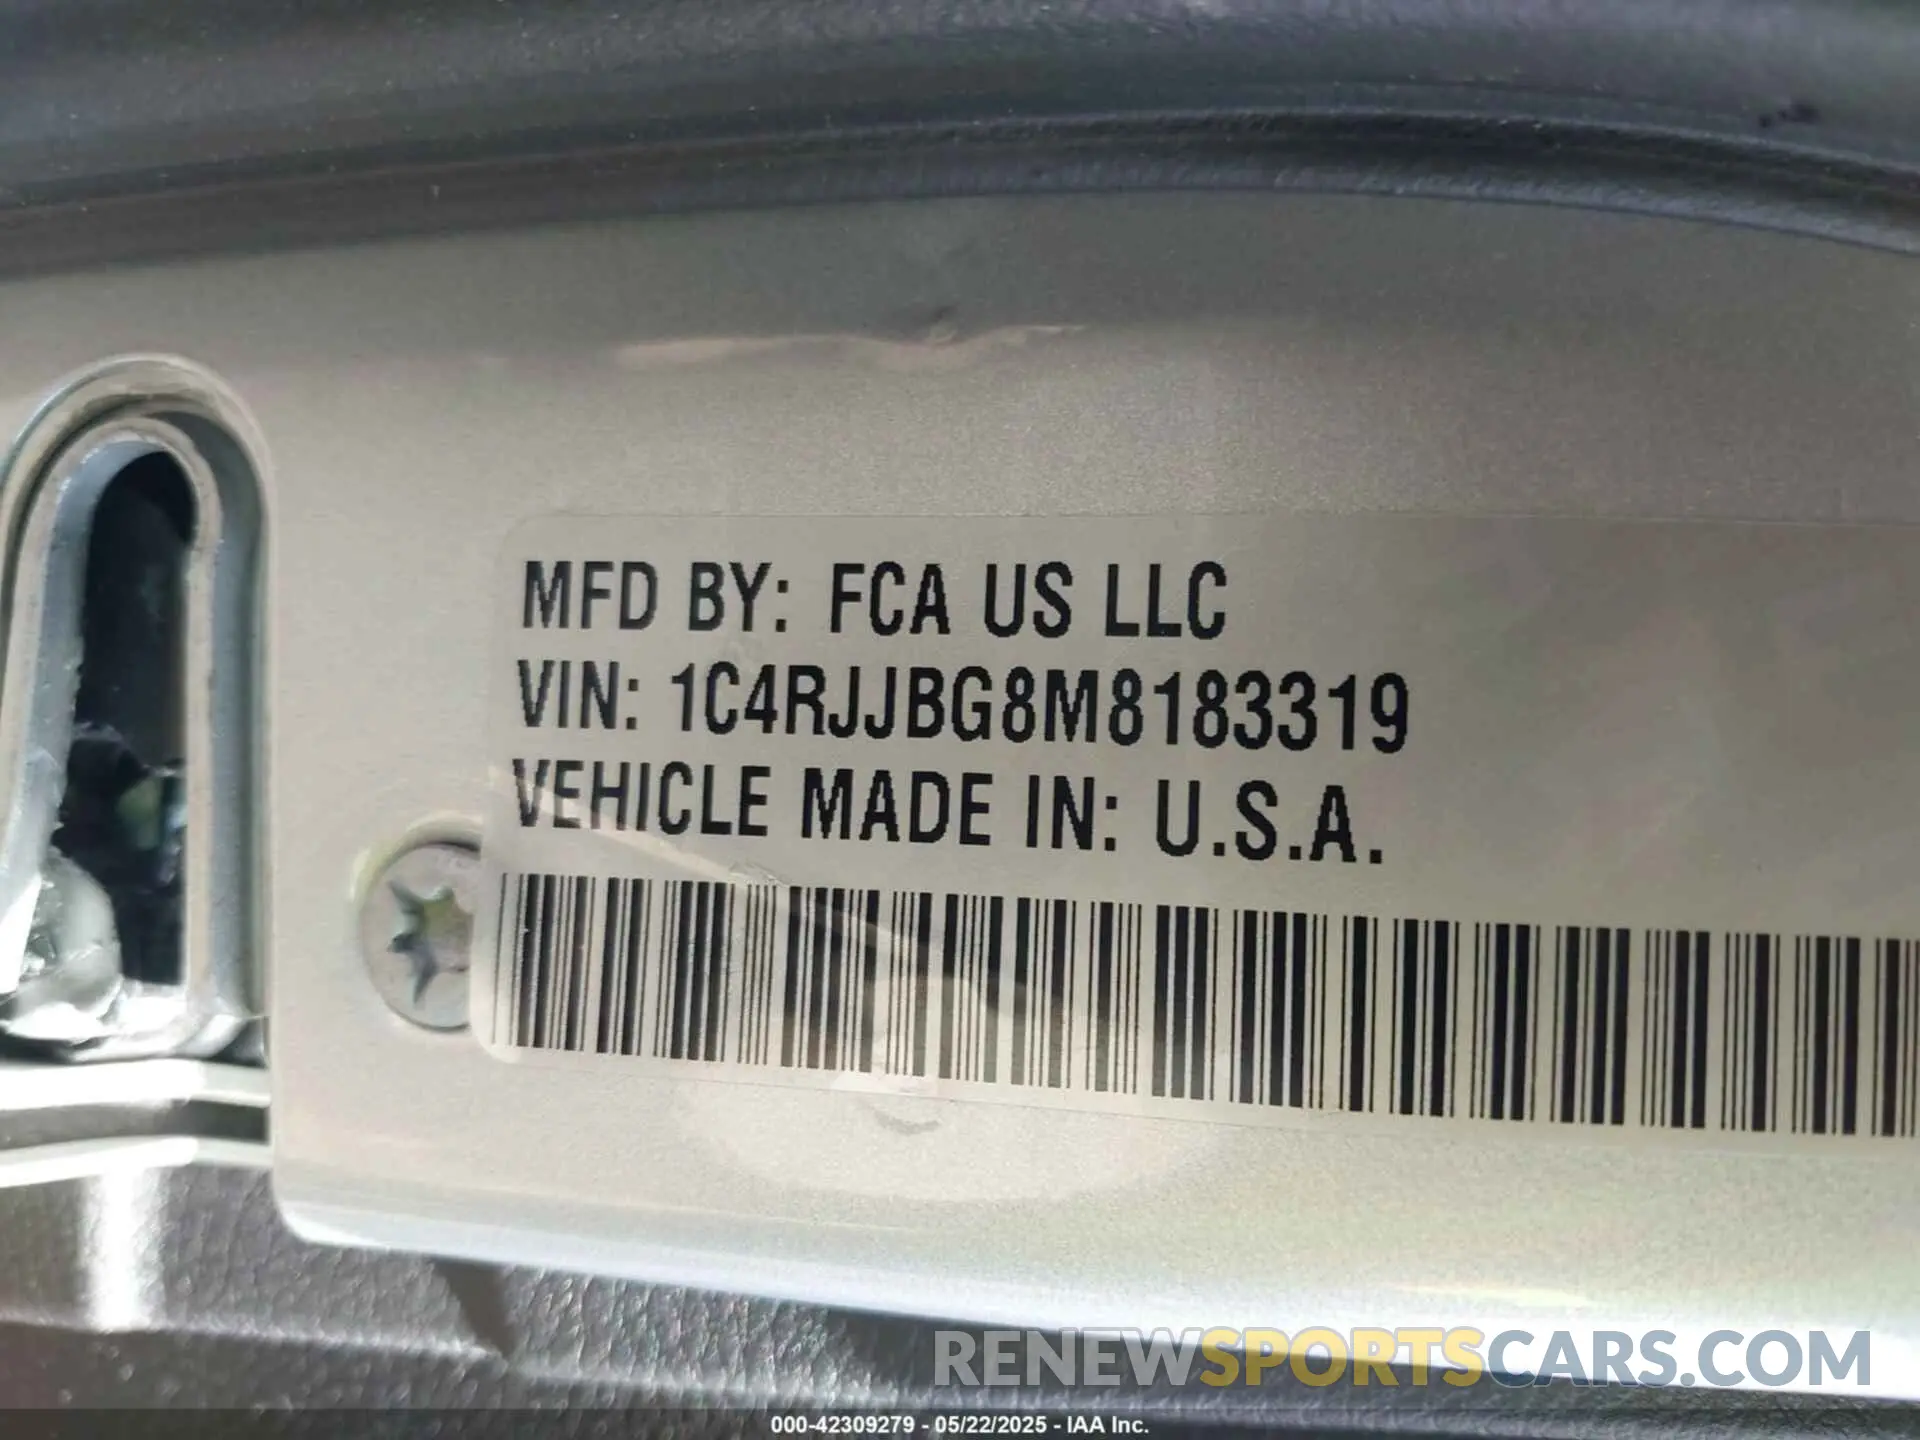 MFD BY: FCA US LLC
VIN: 1C4RJJBG8M8183319
VEHICLE MADE IN: U.S.A.
RENEWSPORTSCARS.COM
000-42309279 - 05/22/2025 - IAA Inc.